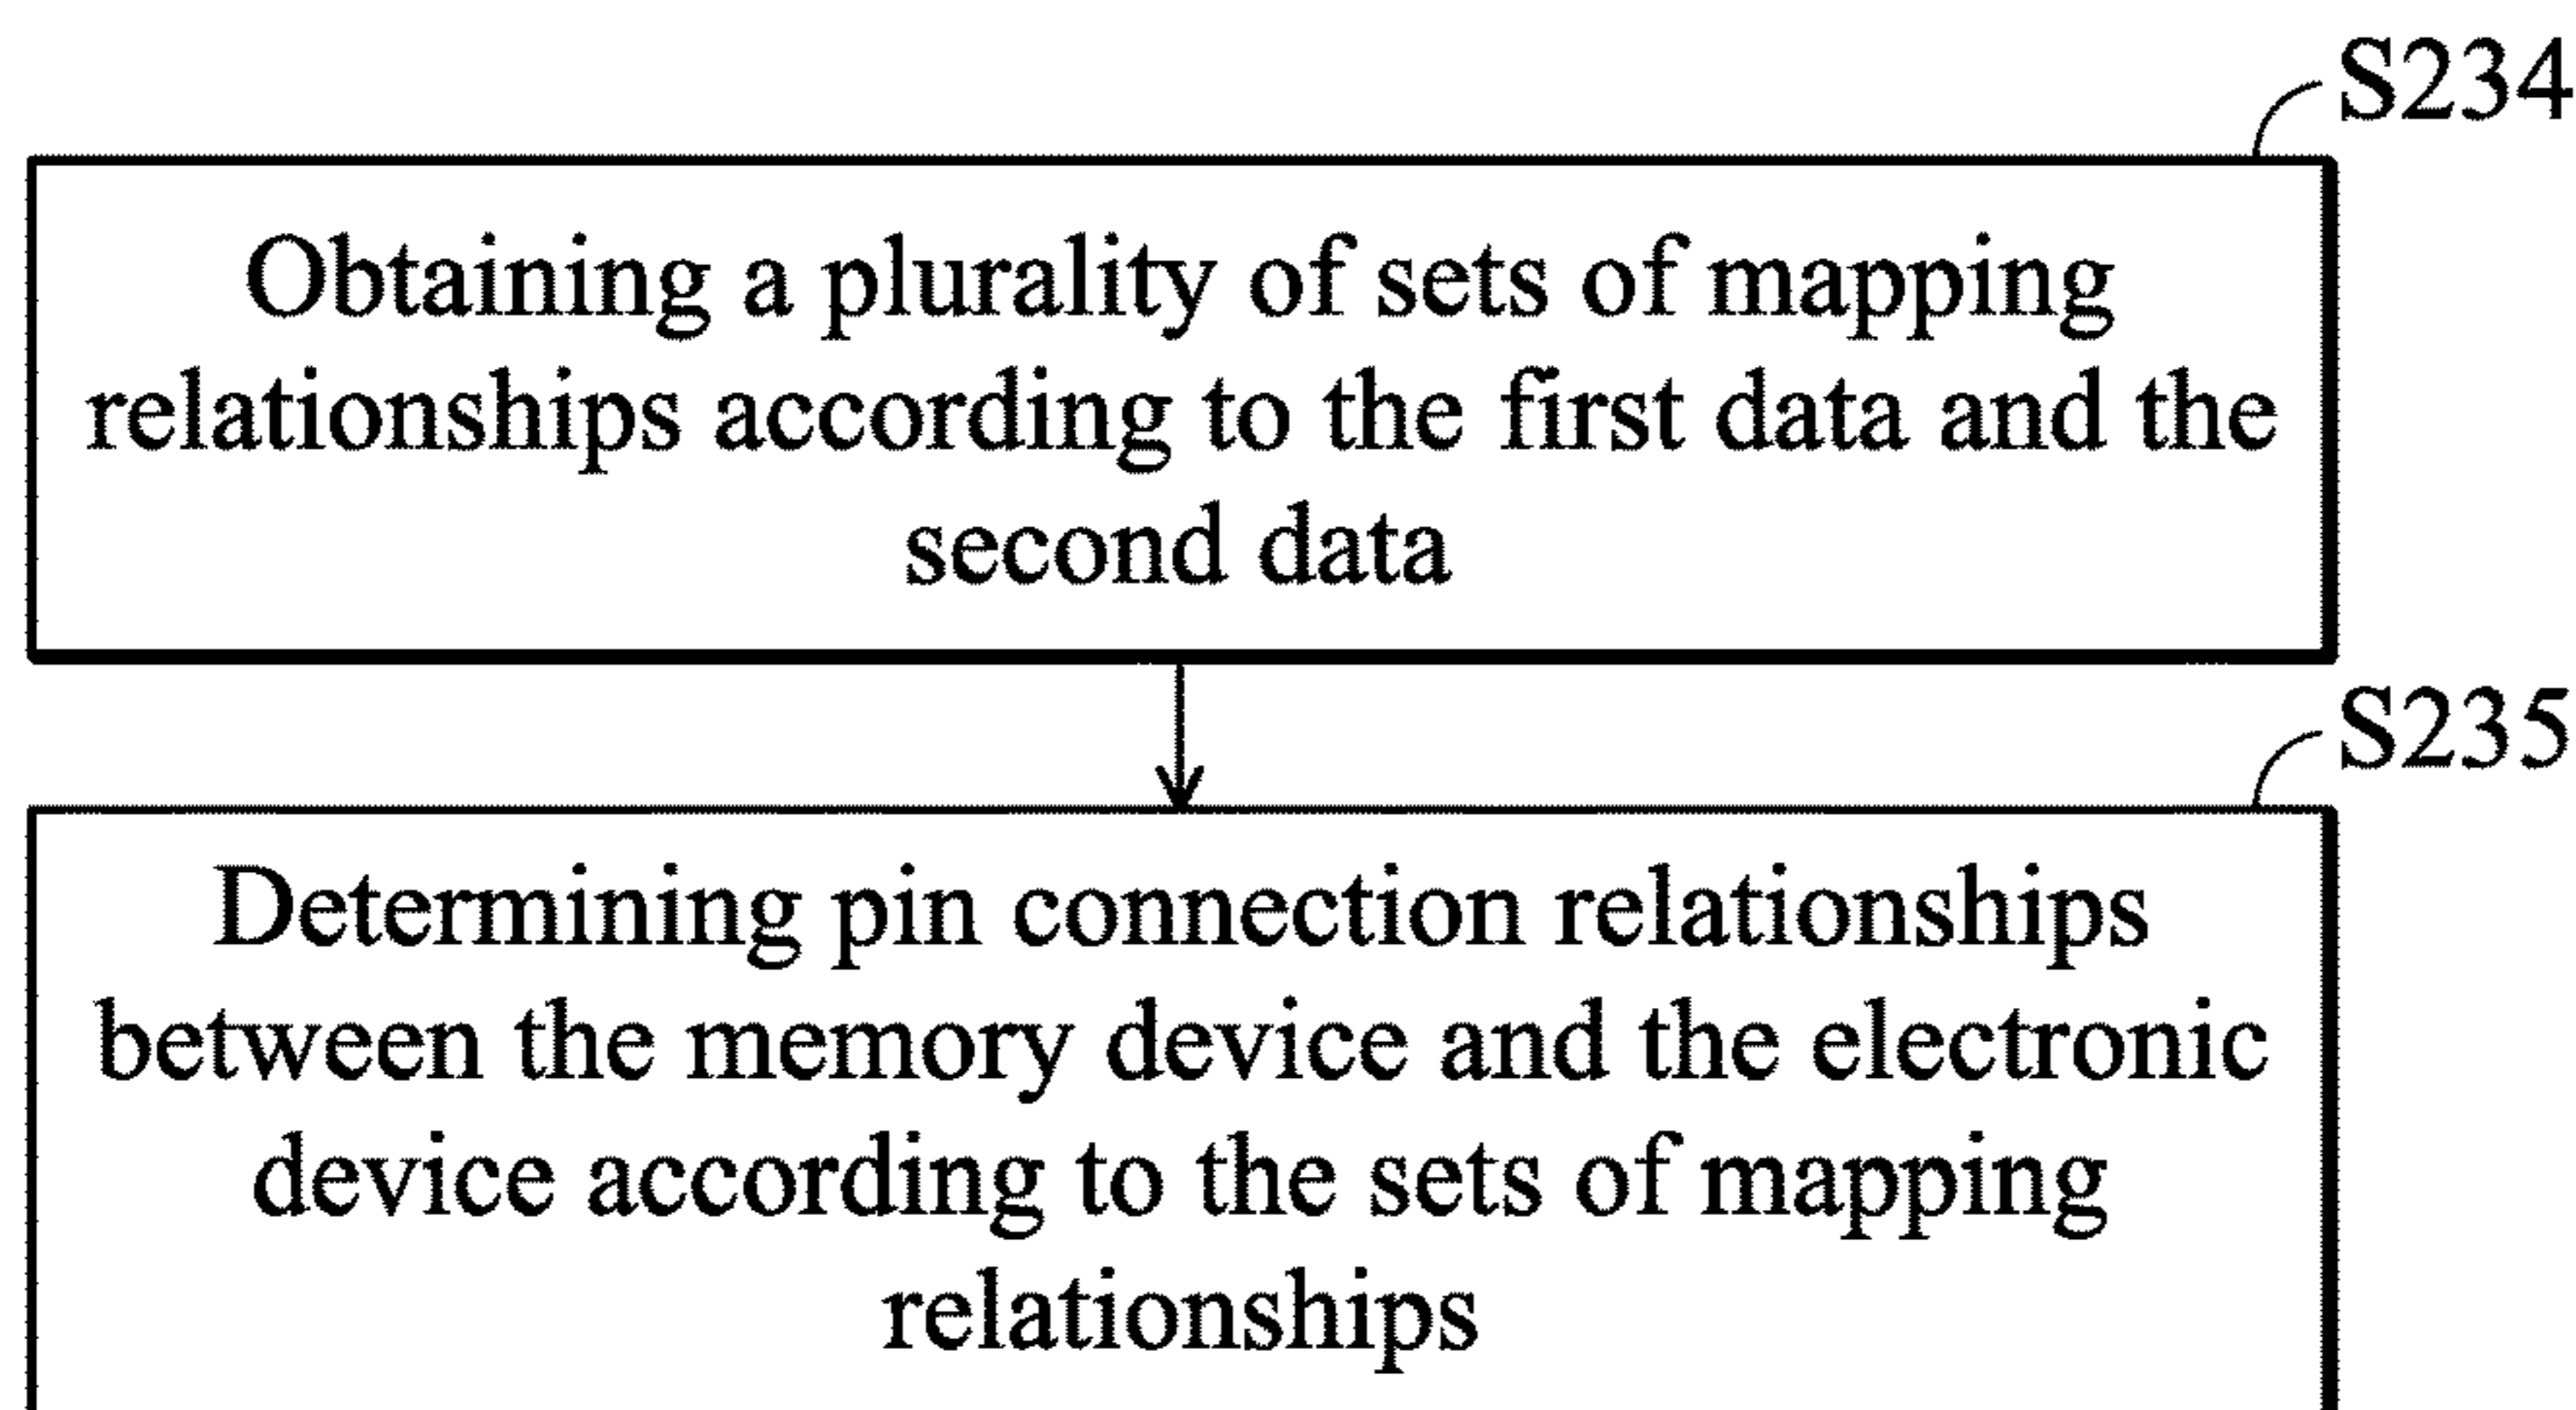 S234
Obtaining a plurality of sets of mapping
relationships according to the first data and the
second data
S235
Determining pin connection relationships
between the memory device and the electronic
device according to the sets of mapping
relationships